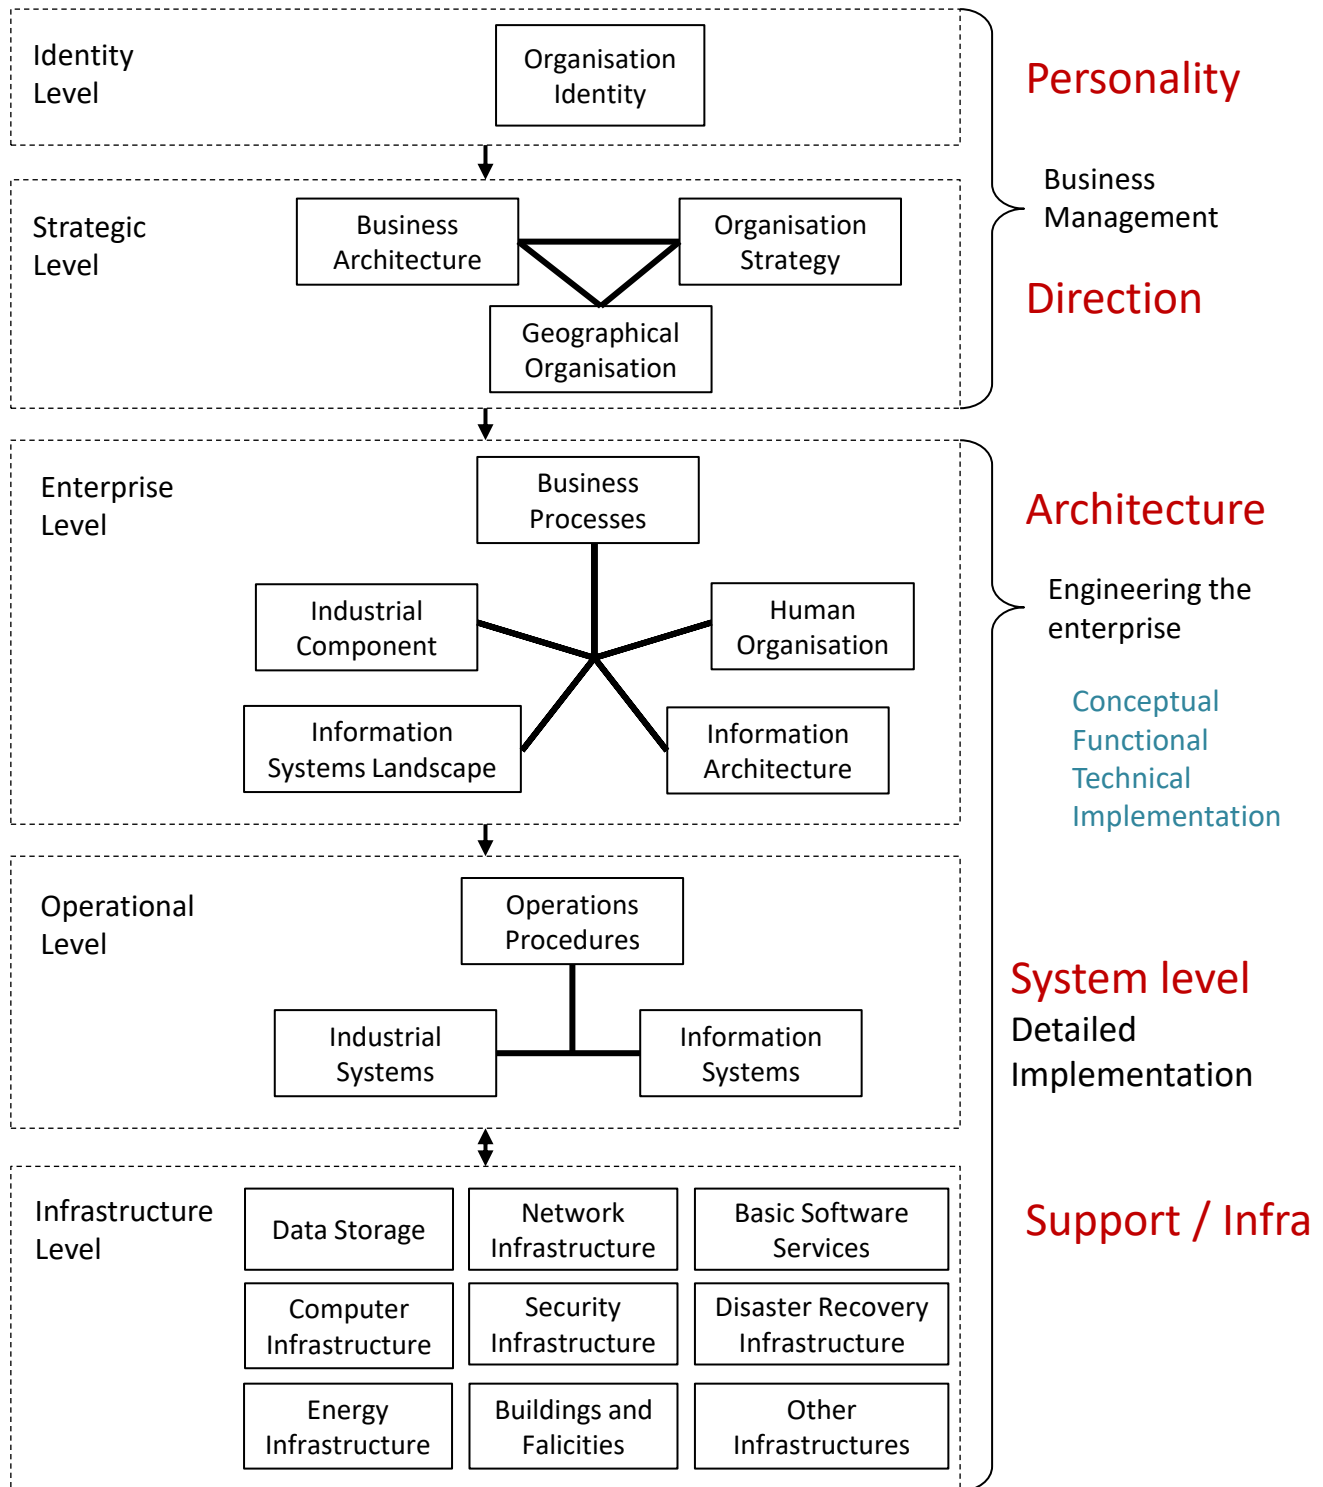 Identity
Level
Organisation
Identity
Personality
Business
Management
Strategic
Level
Business
Architecture
Organisation
Strategy
Geographical
Organisation
Direction
Enterprise
Level
Business
Processes
Industrial
Component
Human
Organisation
Information
Systems Landscape
Information
Architecture
Architecture
Engineering the
enterprise
Conceptual
Functional
Technical
Implementation
Operational
Level
Operations
Procedures
Industrial
Systems
Information
Systems
System level
Detailed
Implementation
Infrastructure
Level
Data Storage
Network
Infrastructure
Basic Software
Services
Computer
Infrastructure
Security
Infrastructure
Disaster Recovery
Infrastructure
Energy
Infrastructure
Buildings and
Falicities
Other
Infrastructures
Support / Infra